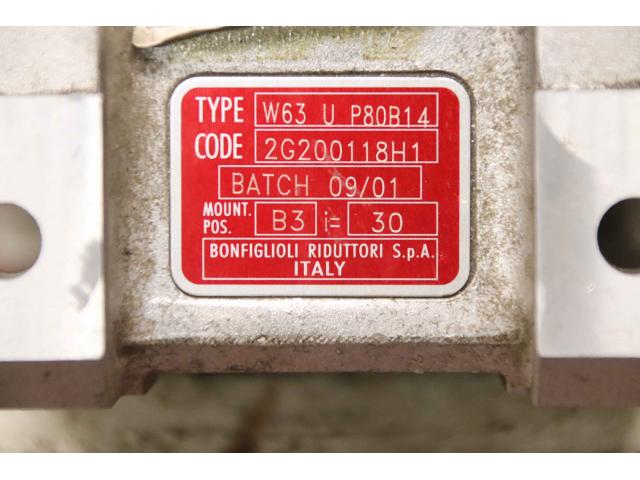 TYPE W63 U P80B14
CODE 2G200118H1
BATCH 09/01
MOUNT. POS. B3 i= 30
BONFIGLIOLI RIDUTTORI S.p.A.
ITALY